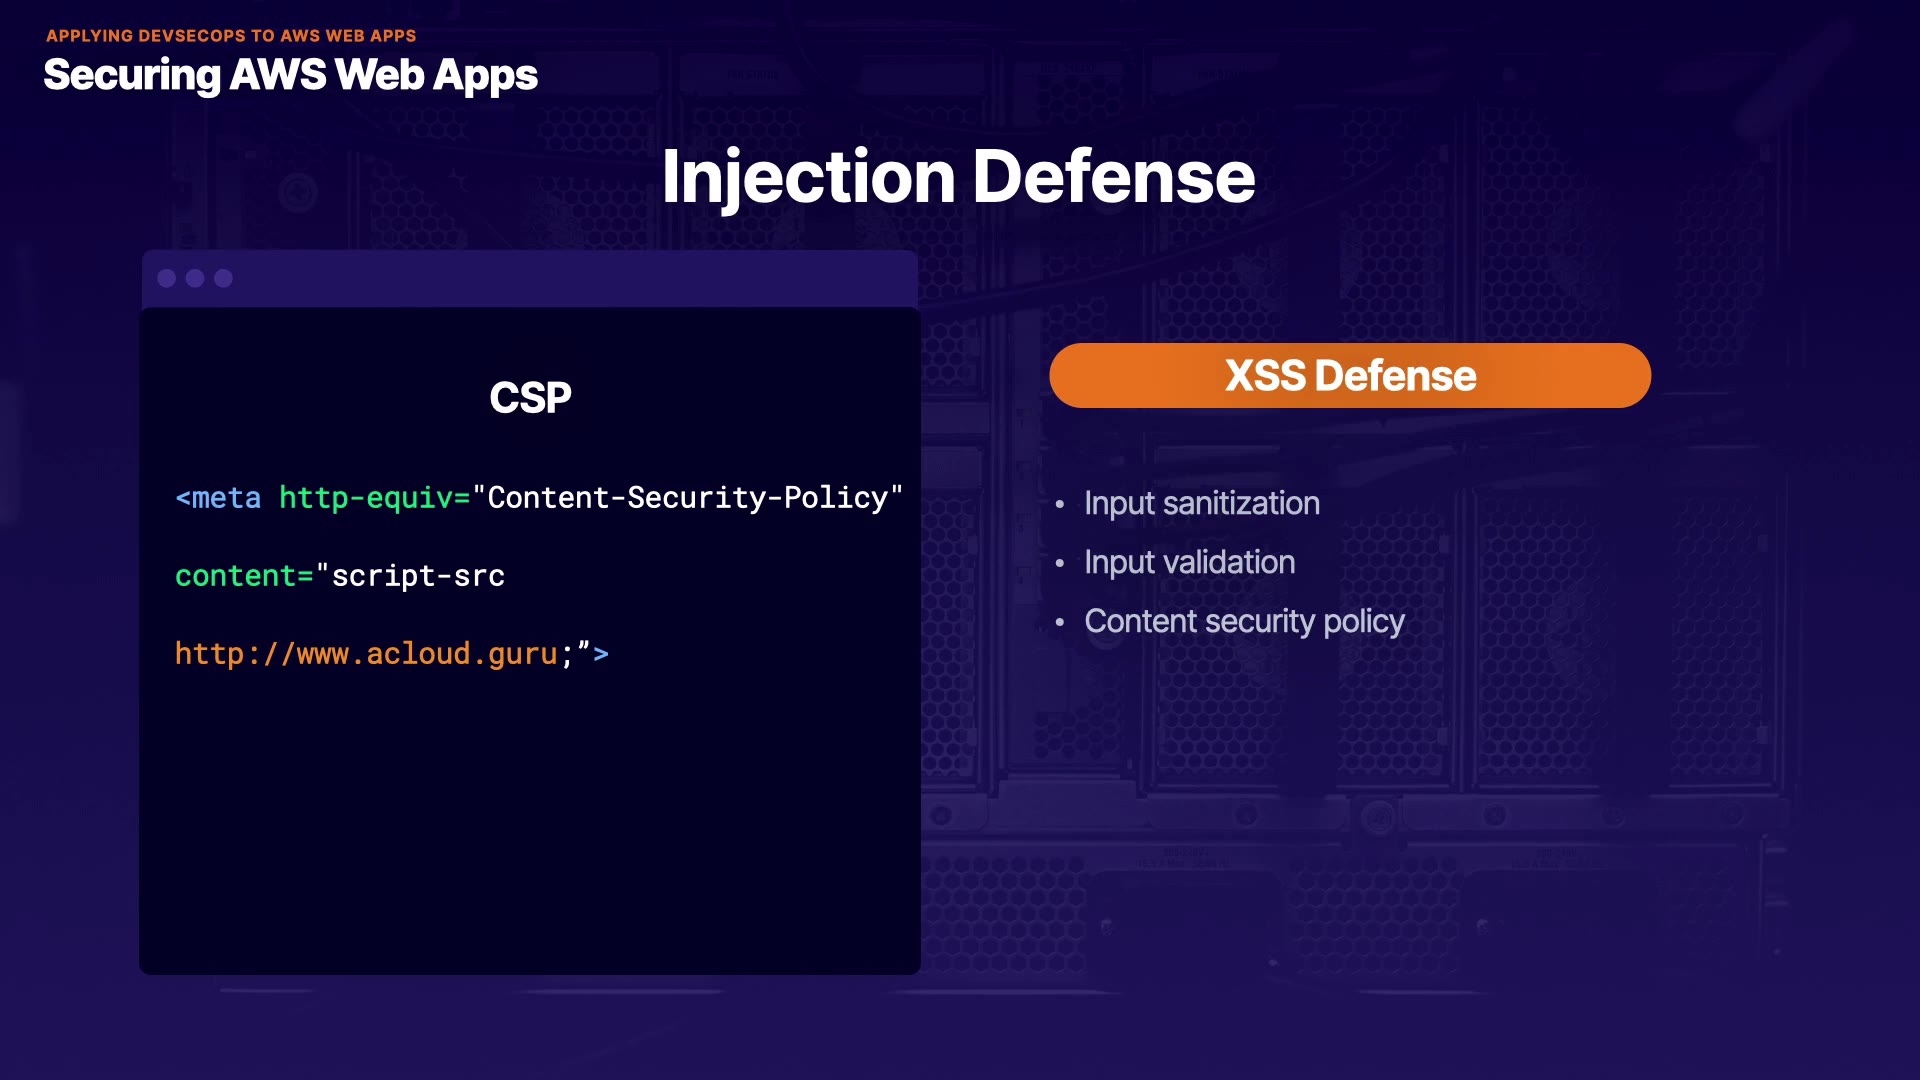 APPLYING DEVSECOPS TO AWS WEB APPS
Securing AWS Web Apps
Injection Defense
CSP
<meta http-equiv="Content-Security-Policy"
content="script-src
http://www.acloud.guru;”>
XSS Defense
• Input sanitization
• Input validation
• Content security policy